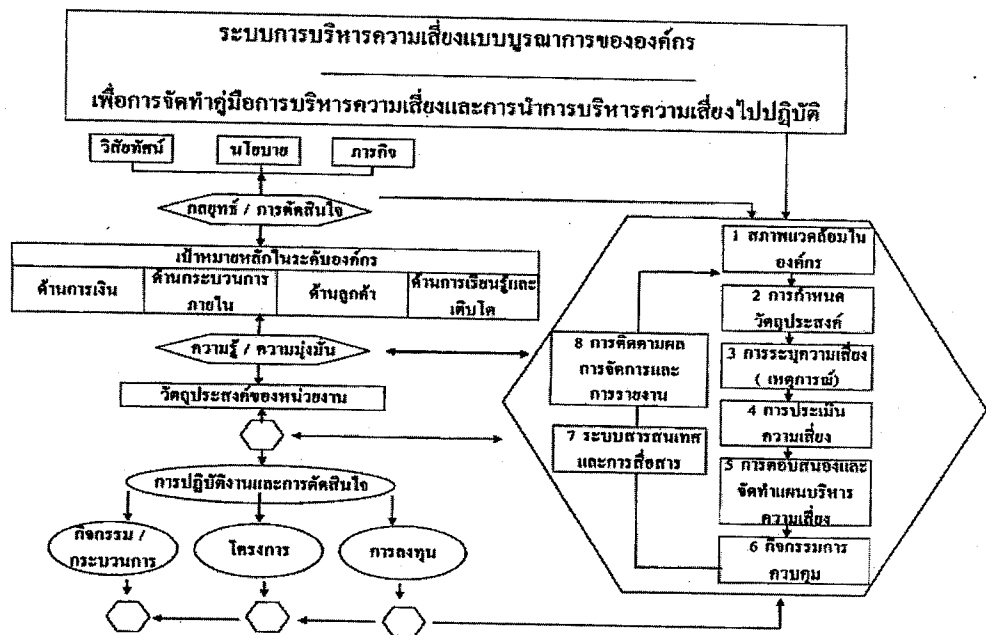 ระบบการบริหารความเสี่ยงแบบบูรณาการขององค์กร
เพื่อการจัดทำคู่มือการบริหารความเสี่ยงและการนำการบริหารความเสี่ยงไปปฏิบัติ
วิสัยทัศน์
นโยบาย
ภารกิจ
กลยุทธ์ / การตัดสินใจ
เป้าหมายหลักในระดับองค์กร
ด้านการเงิน
ด้านกระบวนการ
ภายใน
ด้านลูกค้า
ด้านการเรียนรู้และ
เติบโต
ความรู้ / ความมุ่งมั่น
วัตถุประสงค์ของหน่วยงาน
การปฏิบัติงานและการตัดสินใจ
กิจกรรม /
กระบวนการ
โครงการ
การลงทุน
1 สภาพแวดล้อมใน
องค์กร
2 การกำหนด
วัตถุประสงค์
3 การระบุความเสี่ยง
( เหตุการณ์)
4 การประเมิน
ความเสี่ยง
5 การตอบสนองและ
จัดทำแผนบริหาร
ความเสี่ยง
6 กิจกรรมการ
ควบคุม
7 ระบบสารสนเทศ
และการสื่อสาร
8 การติดตามผล
การจัดการและ
การรายงาน